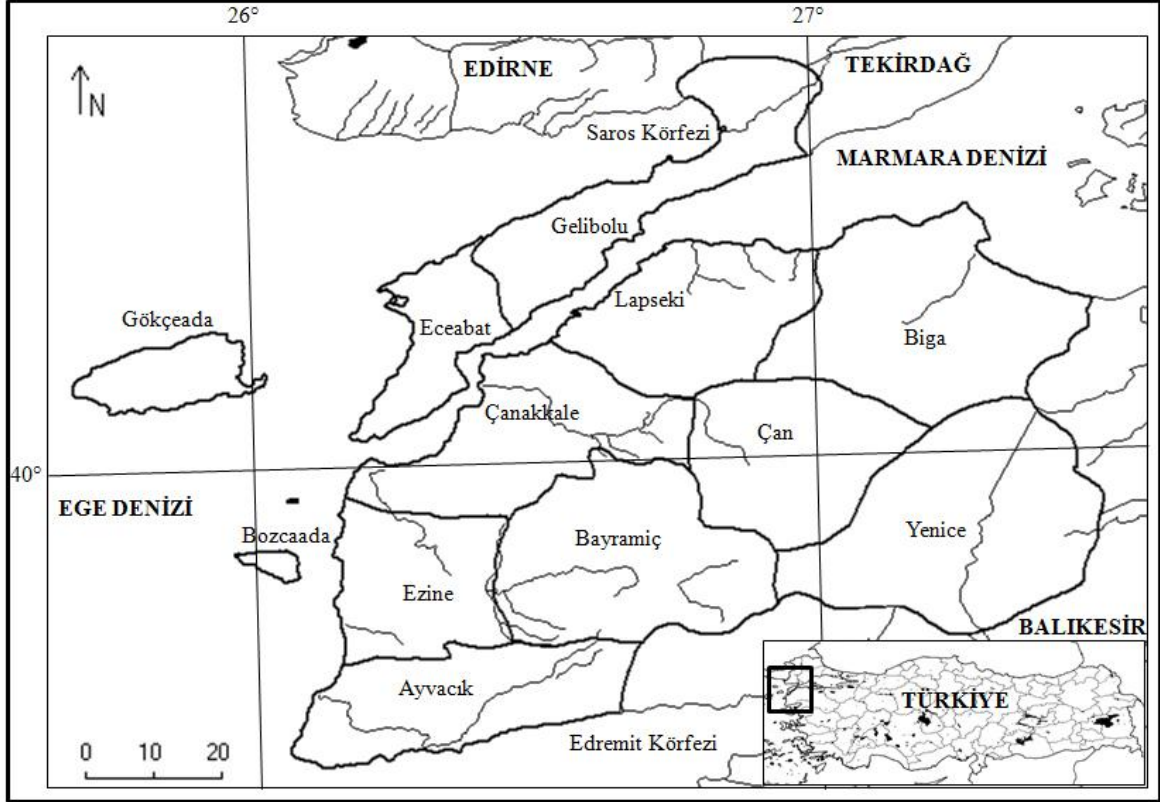 26°
27°
N
EDİRNE
TEKİRDAĞ
Saros Körfezi
MARMARA DENİZİ
Gelibolu
Lapseki
Gökçeada
Eceabat
Biga
Çanakkale
Çan
40°
EGE DENİZİ
Bozcaada
Bayramiç
Yenice
Ezine
BALIKESİR
Ayvacık
TÜRKİYE
Edremit Körfezi
0 10 20